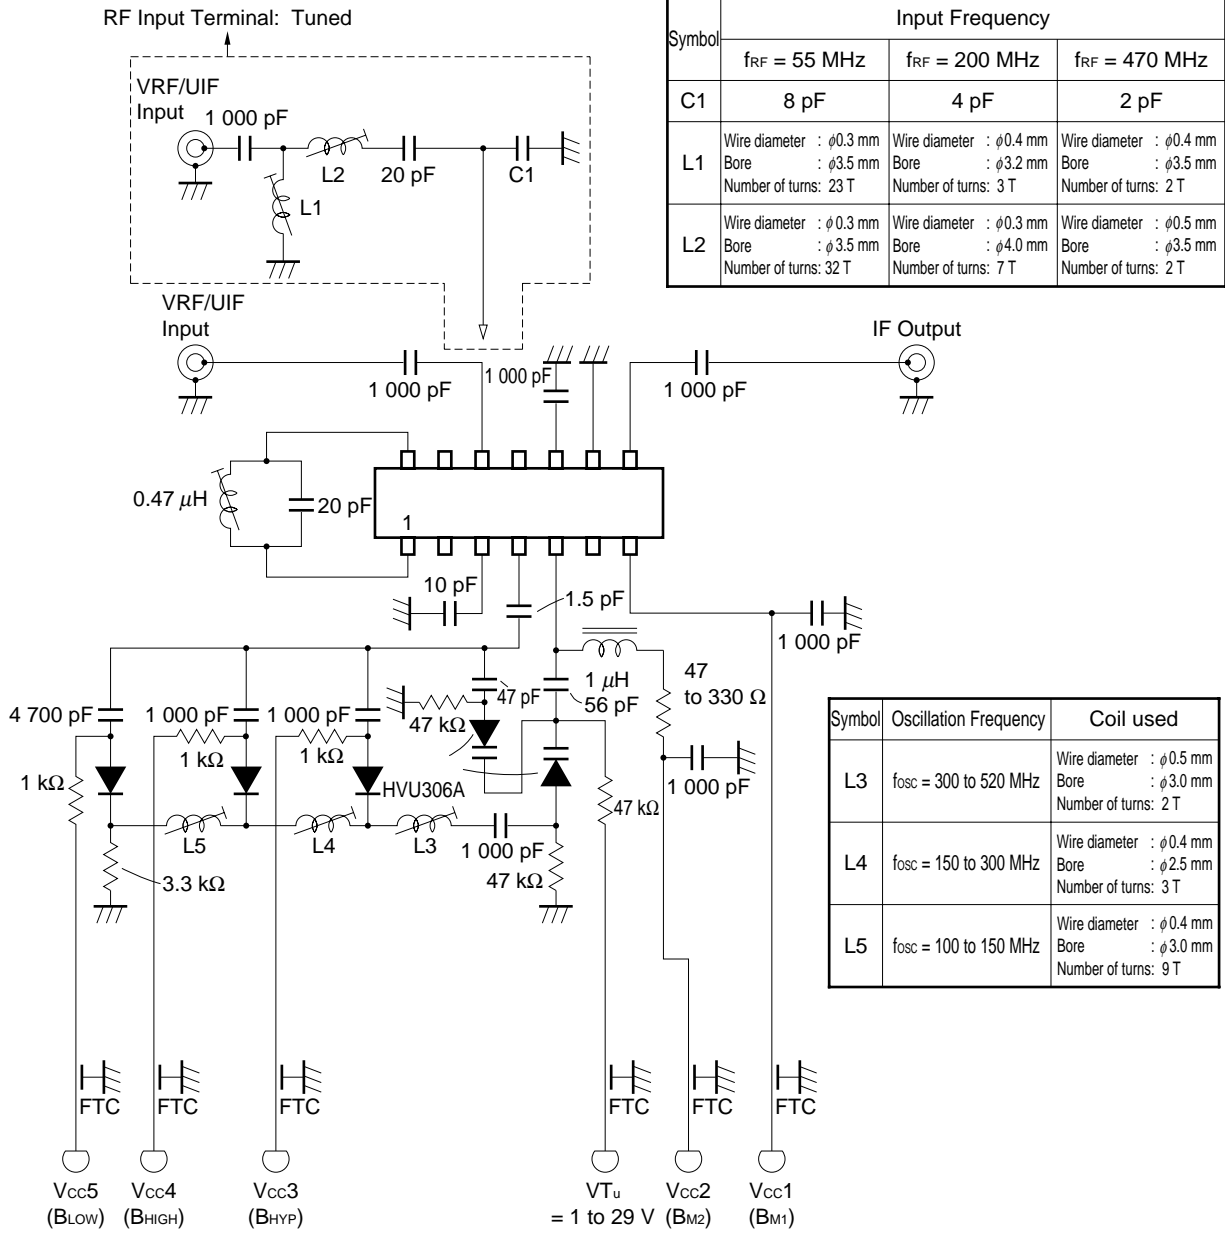 RF Input Terminal: Tuned
VRF/UIF
Input
1 000 pF
L2
20 pF
C1
L1
Symbol
Input Frequency
fRF = 55 MHz
fRF = 200 MHz
fRF = 470 MHz
C1
8 pF
4 pF
2 pF
L1
Wire diameter : ϕ0.3 mm
Bore : ϕ3.5 mm
Number of turns: 23 T
Wire diameter : ϕ0.4 mm
Bore : ϕ3.2 mm
Number of turns: 3 T
Wire diameter : ϕ0.4 mm
Bore : ϕ3.5 mm
Number of turns: 2 T
L2
Wire diameter : ϕ0.3 mm
Bore : ϕ3.5 mm
Number of turns: 32 T
Wire diameter : ϕ0.3 mm
Bore : ϕ4.0 mm
Number of turns: 7 T
Wire diameter : ϕ0.5 mm
Bore : ϕ3.5 mm
Number of turns: 2 T
VRF/UIF
Input
1 000 pF
1 000 pF
1 000 pF
IF Output
0.47 μH
20 pF
1
10 pF
1.5 pF
1 000 pF
47 pF
1 μH
56 pF
47
to 330 Ω
4 700 pF
1 000 pF
1 000 pF
47 kΩ
1 kΩ
1 kΩ
1 kΩ
HVU306A
1 000 pF
47 kΩ
L5
L4
L3
1 000 pF
3.3 kΩ
47 kΩ
Symbol
Oscillation Frequency
Coil used
L3
fosc = 300 to 520 MHz
Wire diameter : ϕ0.5 mm
Bore : ϕ3.0 mm
Number of turns: 2 T
L4
fosc = 150 to 300 MHz
Wire diameter : ϕ0.4 mm
Bore : ϕ2.5 mm
Number of turns: 3 T
L5
fosc = 100 to 150 MHz
Wire diameter : ϕ0.4 mm
Bore : ϕ3.0 mm
Number of turns: 9 T
FTC
FTC
FTC
FTC
FTC
FTC
VCC5
(BLOW)
VCC4
(BHIGH)
VCC3
(BHYP)
VTu
= 1 to 29 V
VCC2
(BM2)
VCC1
(BM1)